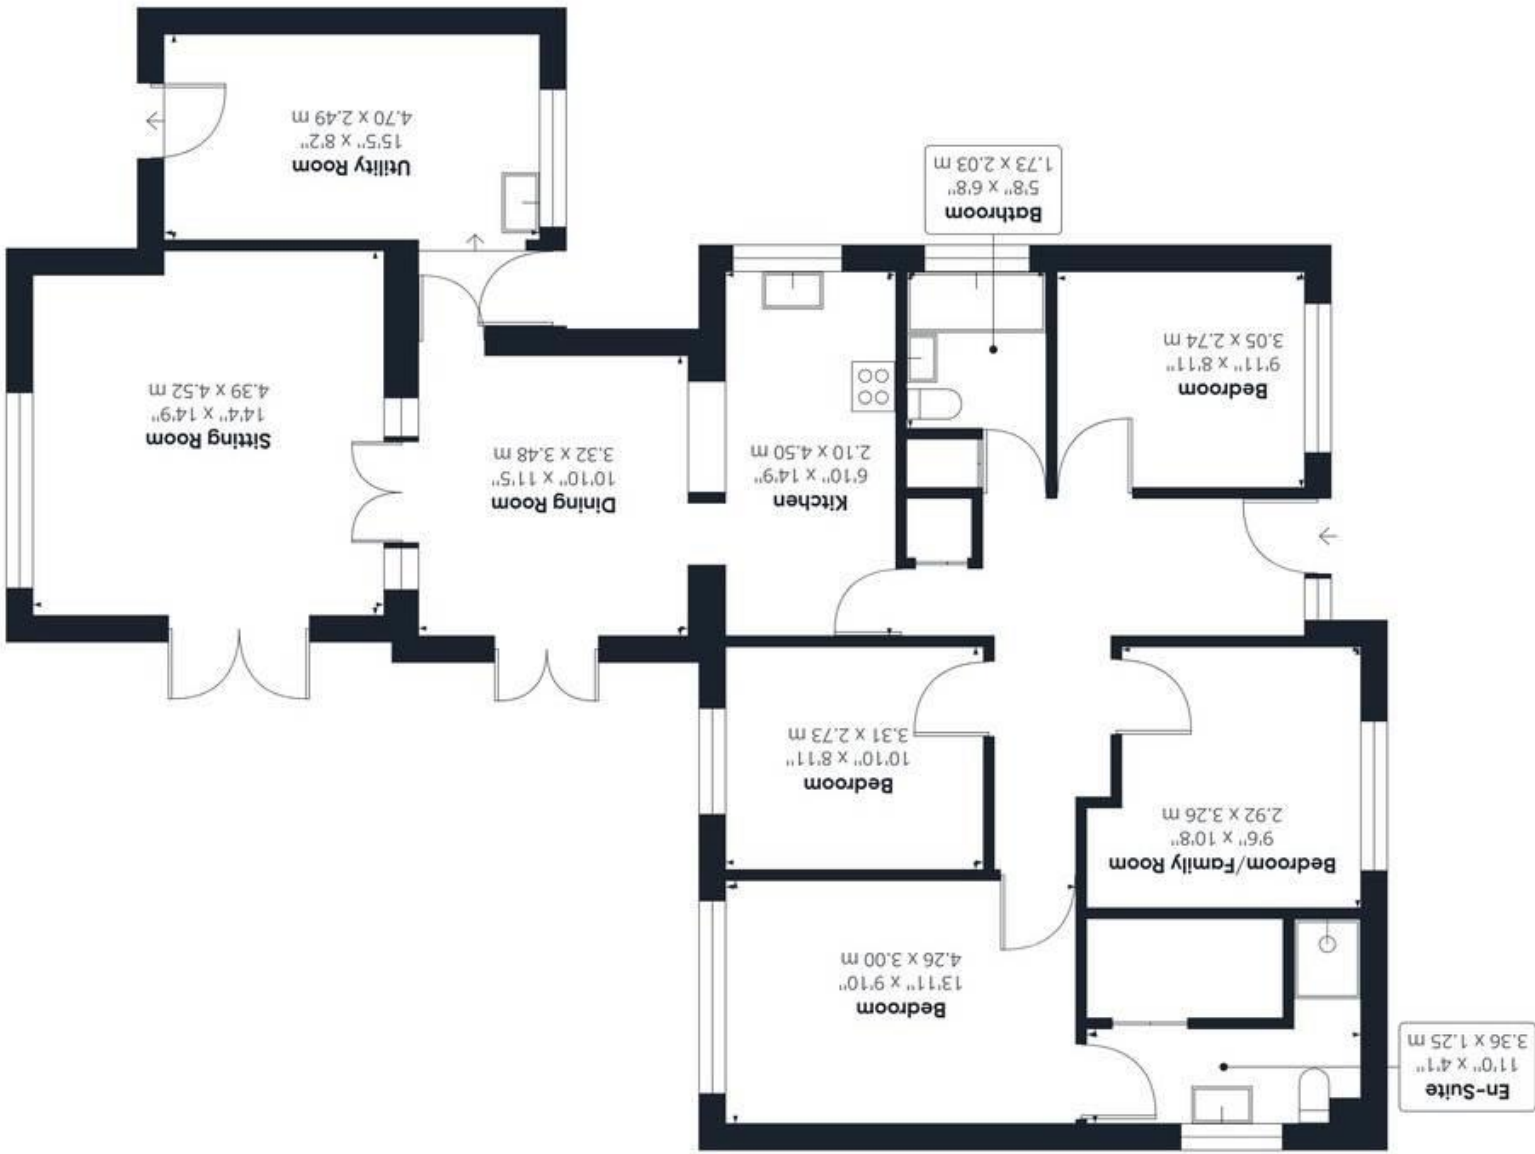 En-Suite
11'0" x 4'1"
3.36 x 1.25 m
Bedroom
13'11" x 9'10"
4.26 x 3.00 m
Bedroom/Family Room
9'6" x 10'8"
2.92 x 3.26 m
Bedroom
10'10" x 8'11"
3.31 x 2.73 m
Kitchen
6'10" x 14'9"
2.10 x 4.50 m
Dining Room
10'10" x 11'5"
3.32 x 3.48 m
Sitting Room
14'4" x 14'9"
4.39 x 4.52 m
Bedroom
9'11" x 8'11"
3.05 x 2.74 m
Bathroom
5'8" x 6'8"
1.73 x 2.03 m
Utility Room
15'5" x 8'2"
4.70 x 2.49 m